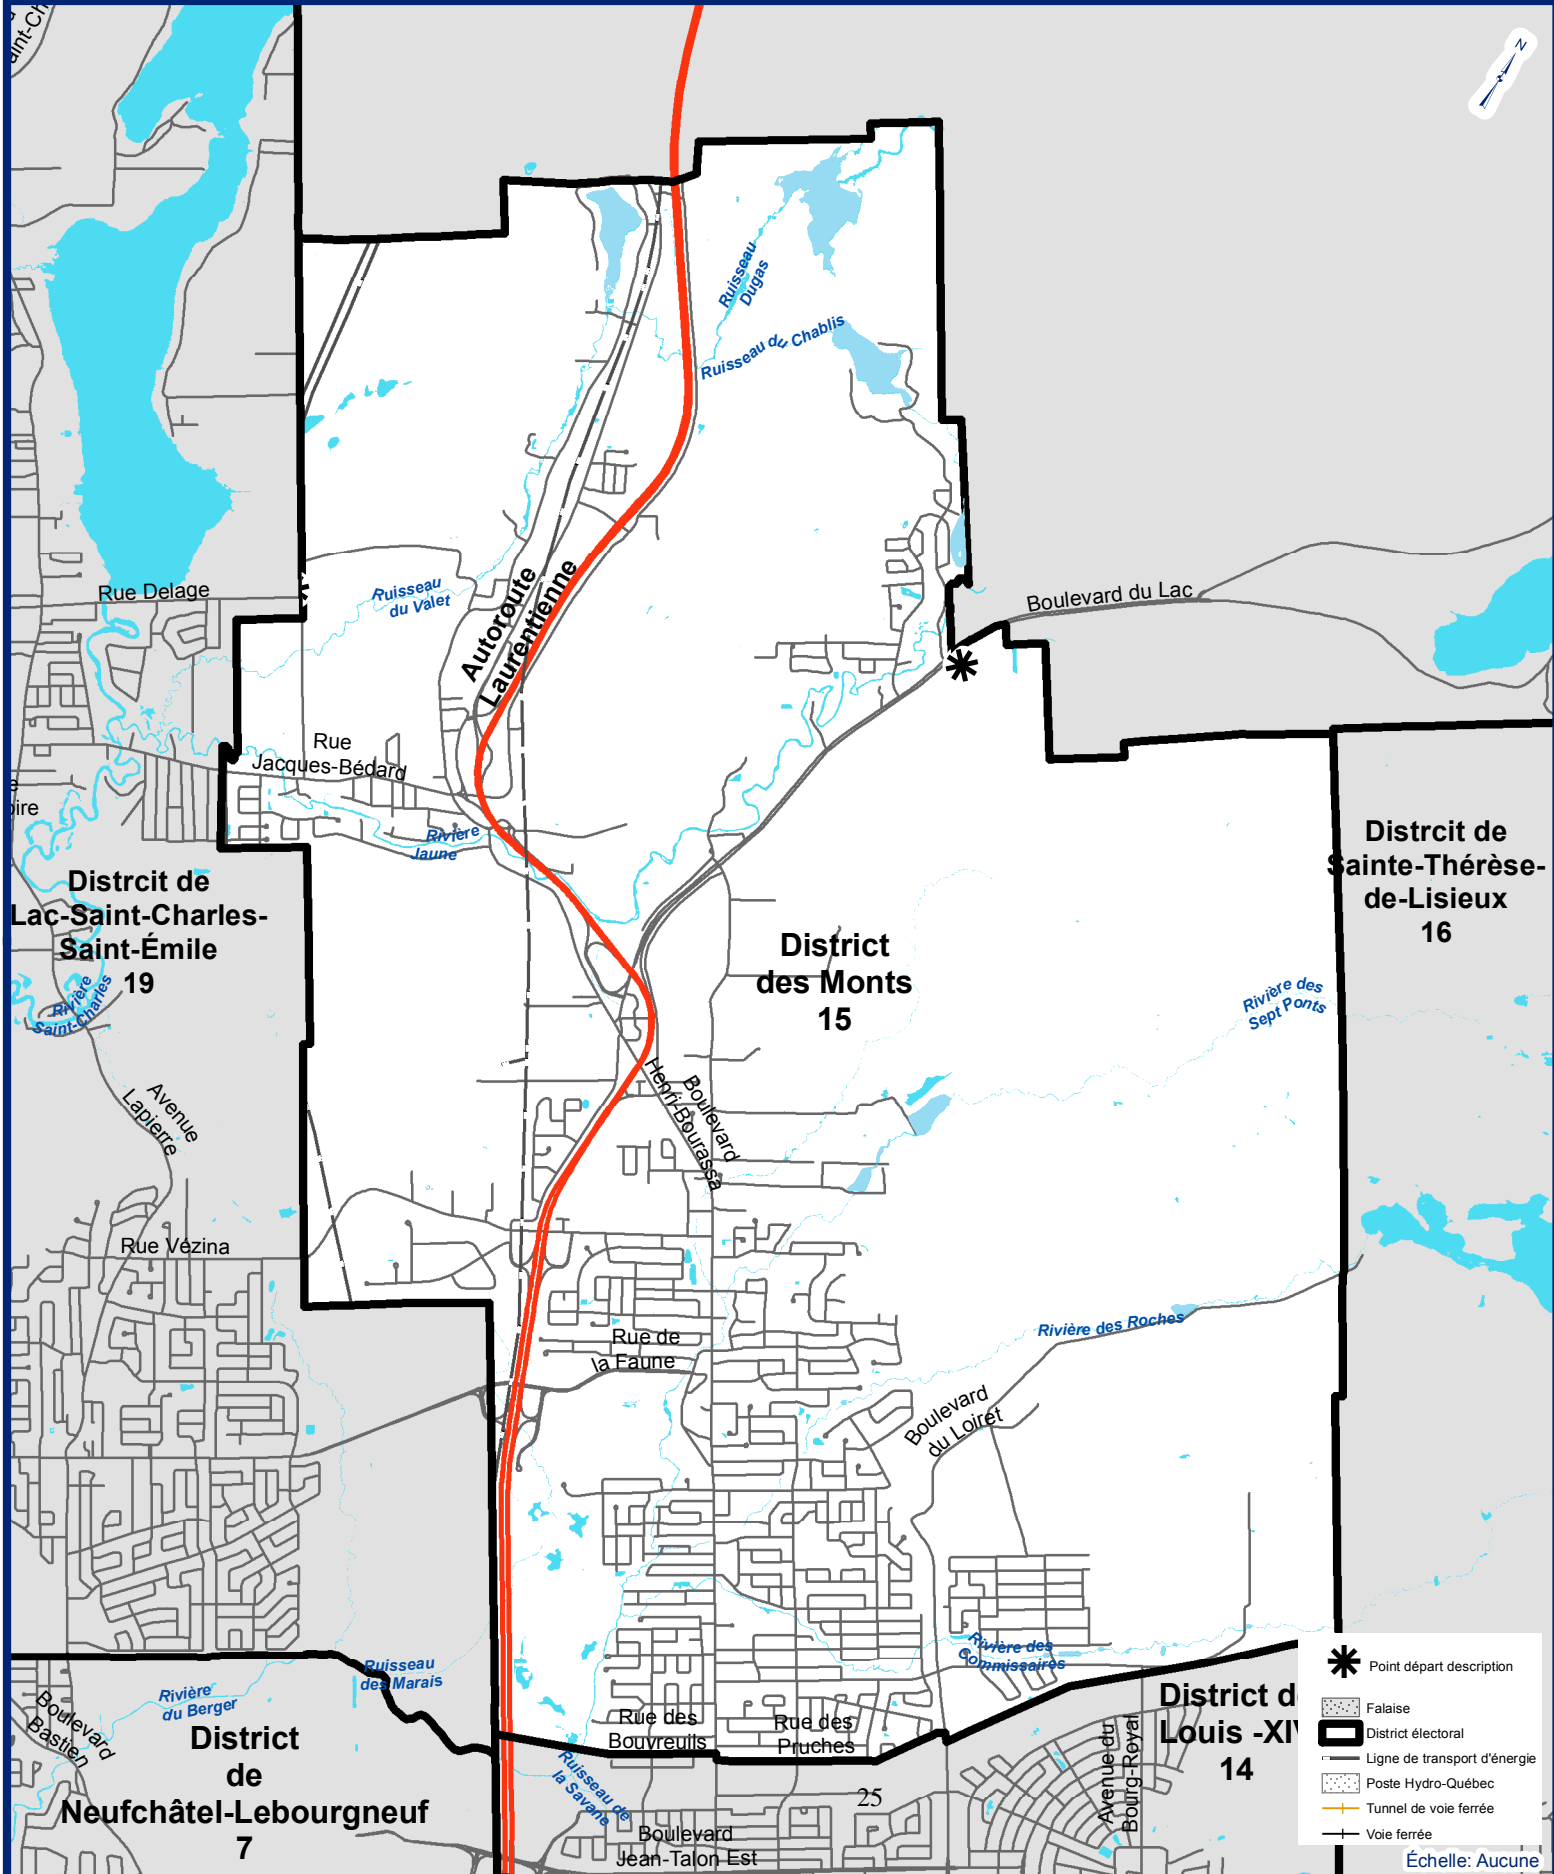 N
Ruisseau
Dugas
Ruisseau du Chablis
Rue Delage
Ruisseau
du Valet
Autoroute
Laurentienne
Boulevard du Lac
Rue
Jacques-Bédard
Rivière
Jaune
Distrcit de
Lac-Saint-Charles-
Saint-Émile
19
Rivière
Saint-Charles
District
des Monts
15
Distrcit de
Sainte-Thérèse-
de-Lisieux
16
Rivière des
Sept Ponts
Avenue
Lapierre
Boulevard
Henri-Bourassa
Rue Vézina
Rue de
la Faune
Rivière des Roches
Boulevard
du Loiret
Rivière des
Commissaires
Ruisseau
des Marais
Rivière
du Berger
Boulevard
Bastien
District
de
Neufchâtel-Lebourgneuf
7
Rue des
Bouvreuils
Rue des
Pruches
Ruisseau de
la Savane
25
Boulevard
Jean-Talon Est
Avenue du
Bourg-Royal
District d
Louis -XIV
14
Point départ description
Falaise
District électoral
Ligne de transport d'énergie
Poste Hydro-Québec
Tunnel de voie ferrée
Voie ferrée
Échelle: Aucune